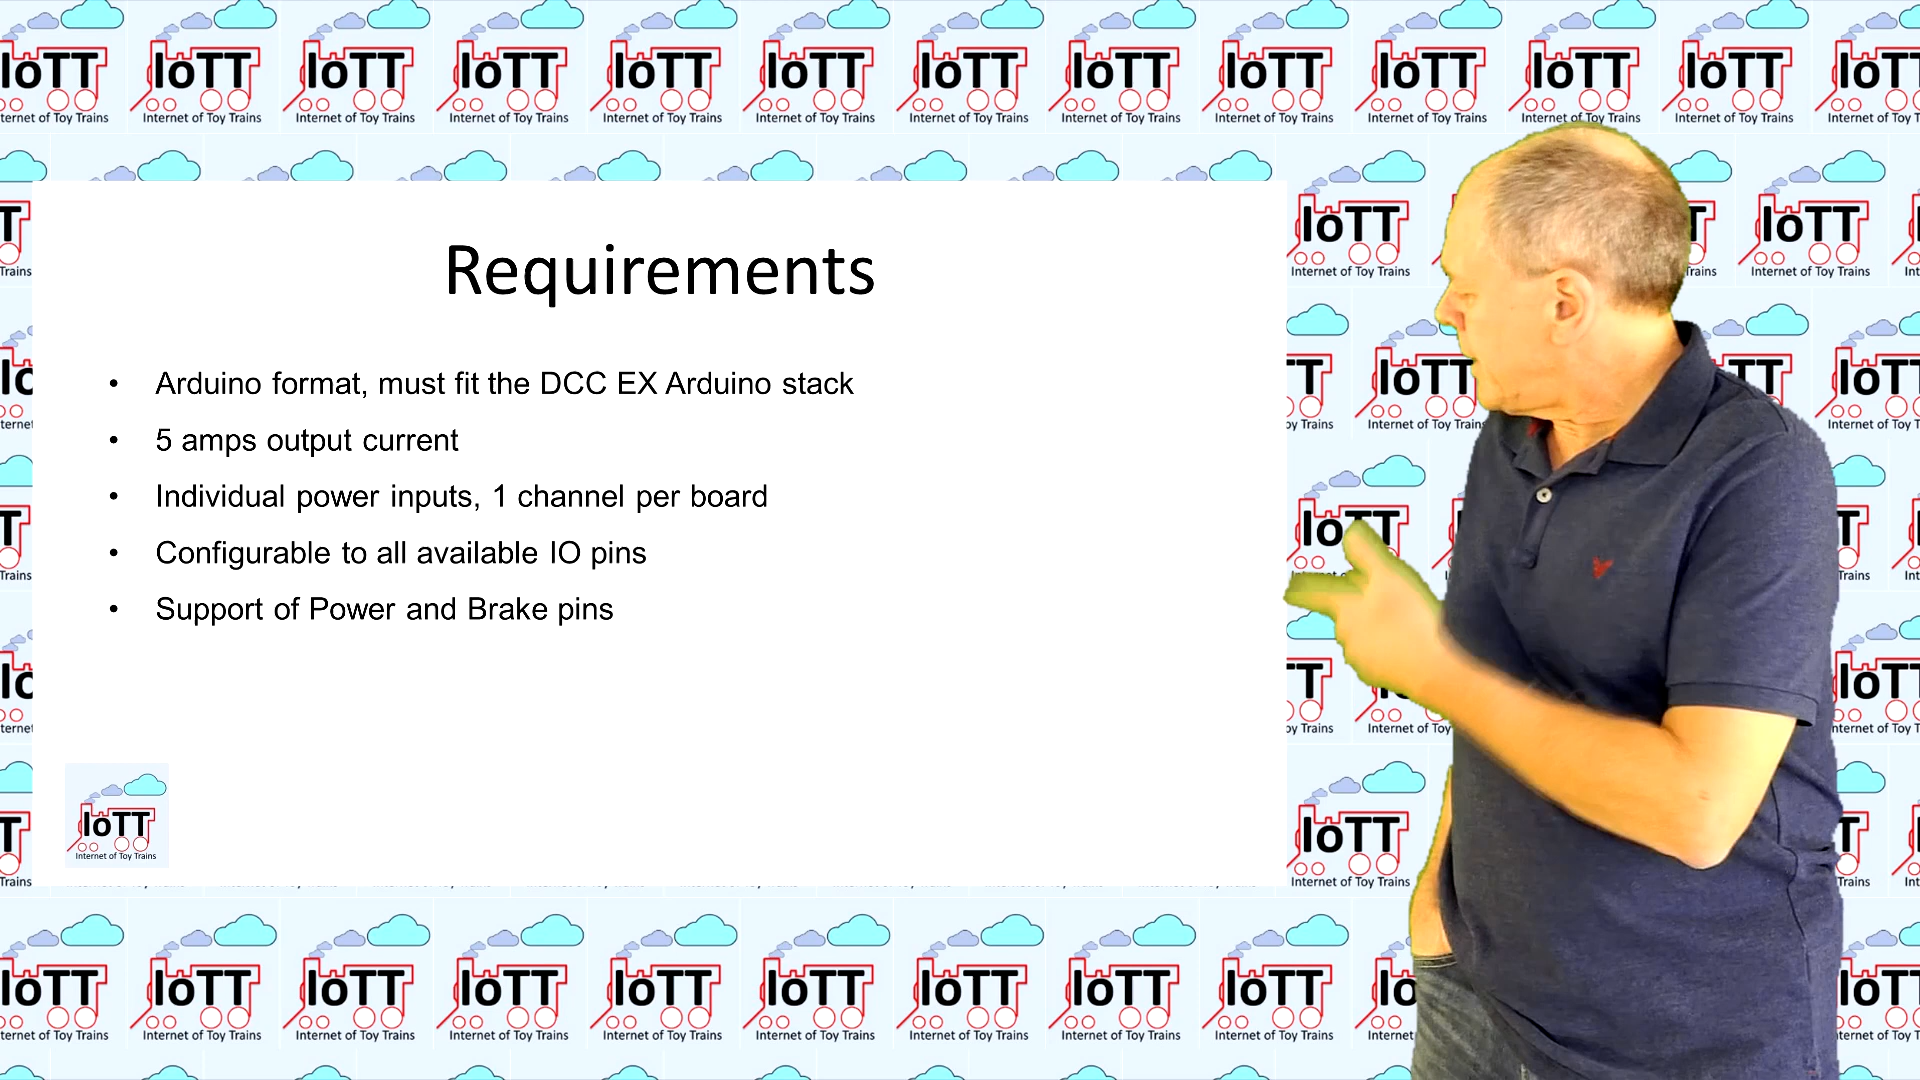 Requirements
• Arduino format, must fit the DCC EX Arduino stack
• 5 amps output current
• Individual power inputs, 1 channel per board
• Configurable to all available IO pins
• Support of Power and Brake pins
IoTT
Internet of Toy Trains